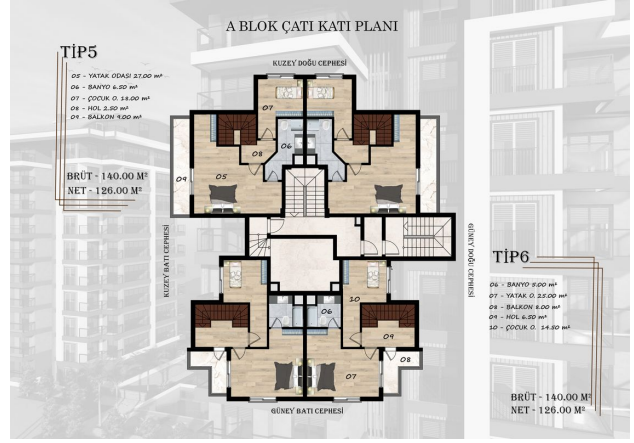 A BLOK ÇATI KATI PLANI
TİP5
05 - YATAK ODASI 27.00 m²
06 - BANYO 6.50 m²
07 - ÇOCUK O. 13.00 m²
08 - HOL 2.50 m²
09 - BALKON 9.00 m²
BRÜT - 140.00 M²
NET - 126.00 M²
KUZEY DOĞU CEPHESİ
07
08
06
09
05
KUZEY BATI CEPHESİ
GÜNEY DOĞU CEPHESİ
10
06
09
08
07
GÜNEY BATI CEPHESİ
TİP6
06 - BANYO 5.00 m²
07 - YATAK O. 25.00 m²
08 - BALKON 8.00 m²
09 - HOL 6.50 m²
10 - ÇOCUK O. 14.50 m²
BRÜT - 140.00 M²
NET - 126.00 M²